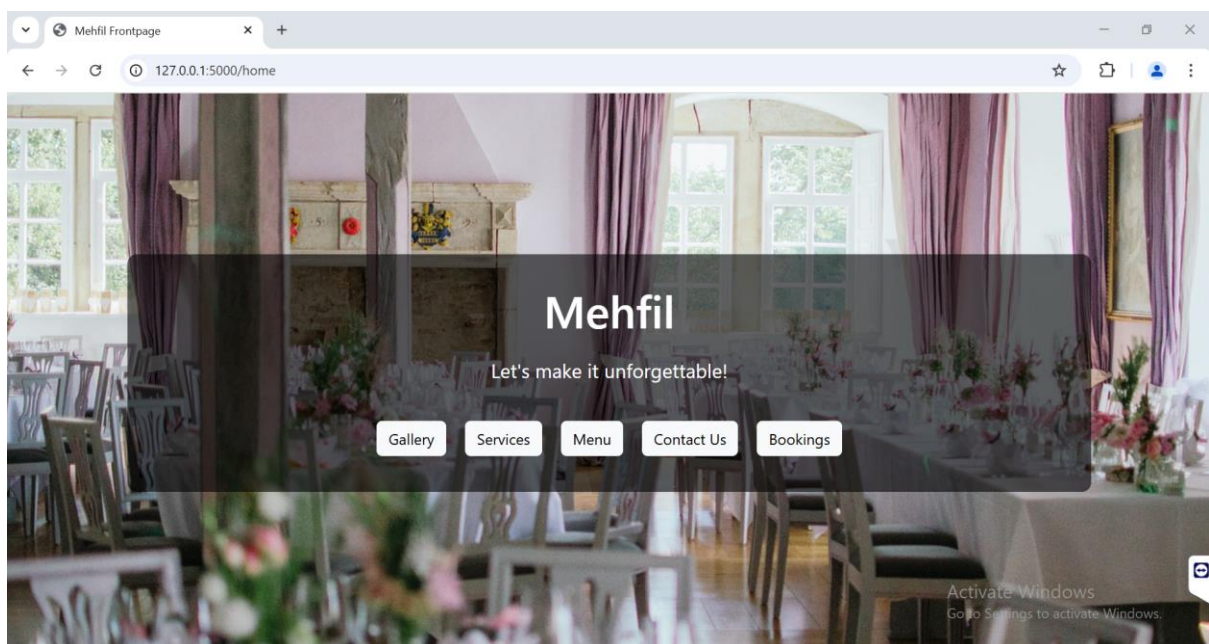 Mehfil Frontpage
127.0.0.1:5000/home
Mehfil
Let's make it unforgettable!
Gallery Services Menu Contact Us Bookings
Activate Windows
Go to Settings to activate Windows.